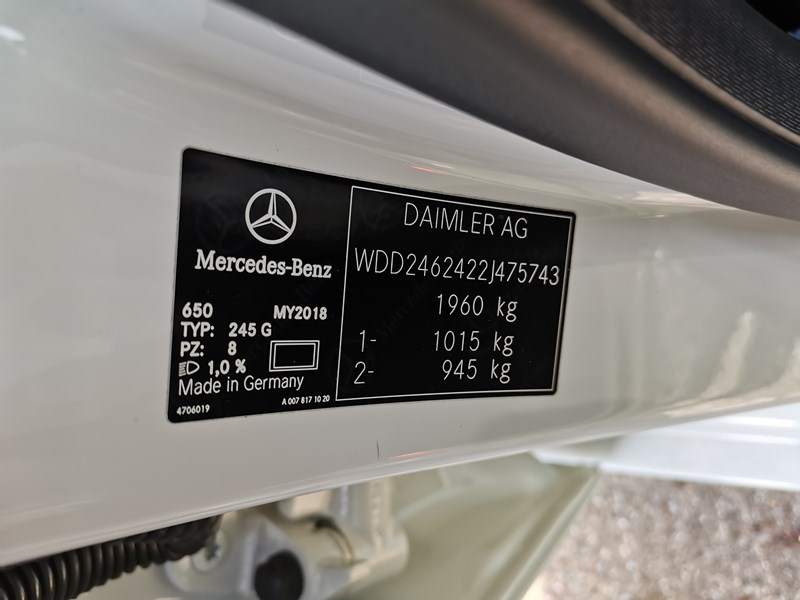 Mercedes-Benz
650 MY2018
TYP: 245 G
PZ: 8
1,0 %
Made in Germany
4706019 A 007 817 10 20
DAIMLER AG
WDD2462422J475743
1960 kg
1- 1015 kg
2- 945 kg